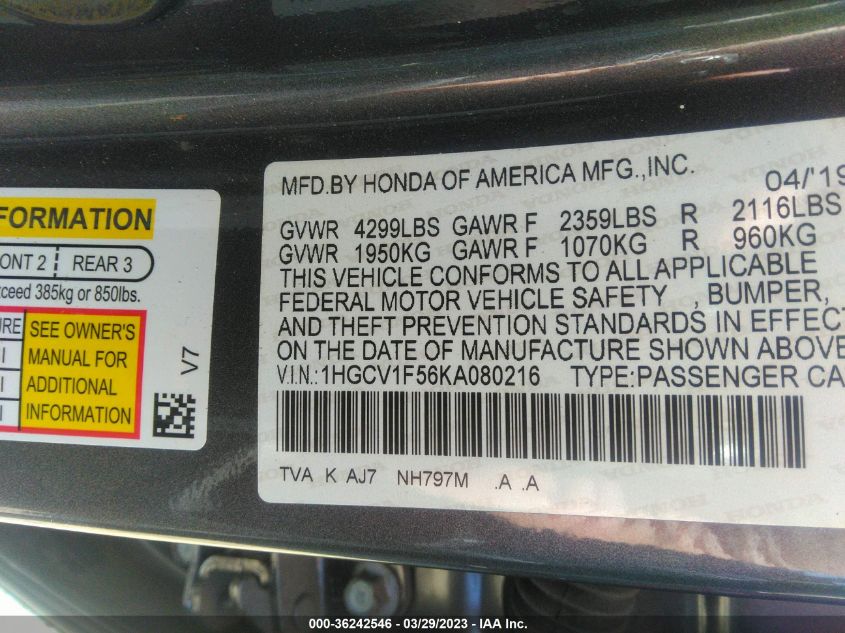 FORMATION
ONT 2 | REAR 3
xceed 385kg or 850lbs.
URE
SEE OWNER'S
MANUAL FOR
ADDITIONAL
INFORMATION
V7
MFD.BY HONDA OF AMERICA MFG.,INC. 04/'19
GVWR 4299LBS GAWR F 2359LBS R 2116LBS
GVWR 1950KG GAWR F 1070KG R 960KG
THIS VEHICLE CONFORMS TO ALL APPLICABLE
FEDERAL MOTOR VEHICLE SAFETY , BUMPER,
AND THEFT PREVENTION STANDARDS IN EFFECT
ON THE DATE OF MANUFACTURE SHOWN ABOVE
V.I.N.:1HGCV1F56KA080216 TYPE:PASSENGER CA
TVA K AJ7 NH797M .A .A
000-36242546 / 03/29/2023 — IAA Inc.